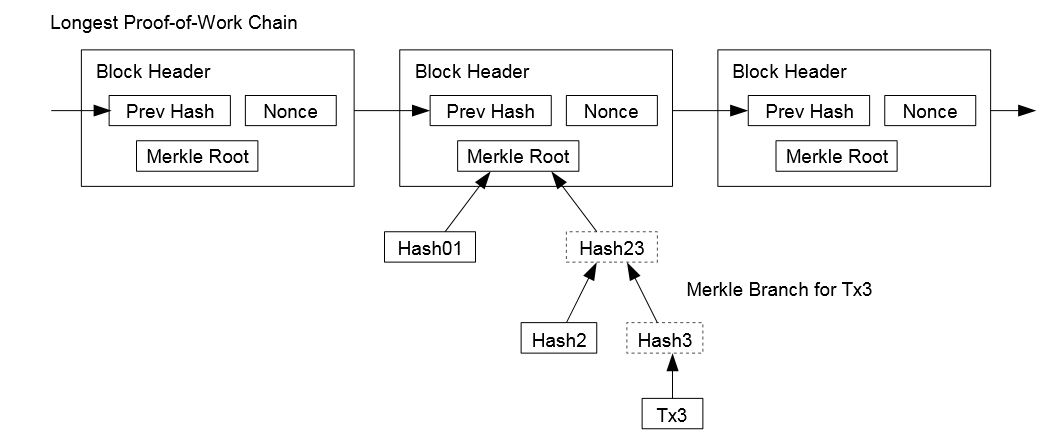 Longest Proof-of-Work Chain
Block Header
Prev Hash
Nonce
Merkle Root
Block Header
Prev Hash
Nonce
Merkle Root
Block Header
Prev Hash
Nonce
Merkle Root
Hash01
Hash23
Merkle Branch for Tx3
Hash2
Hash3
Tx3